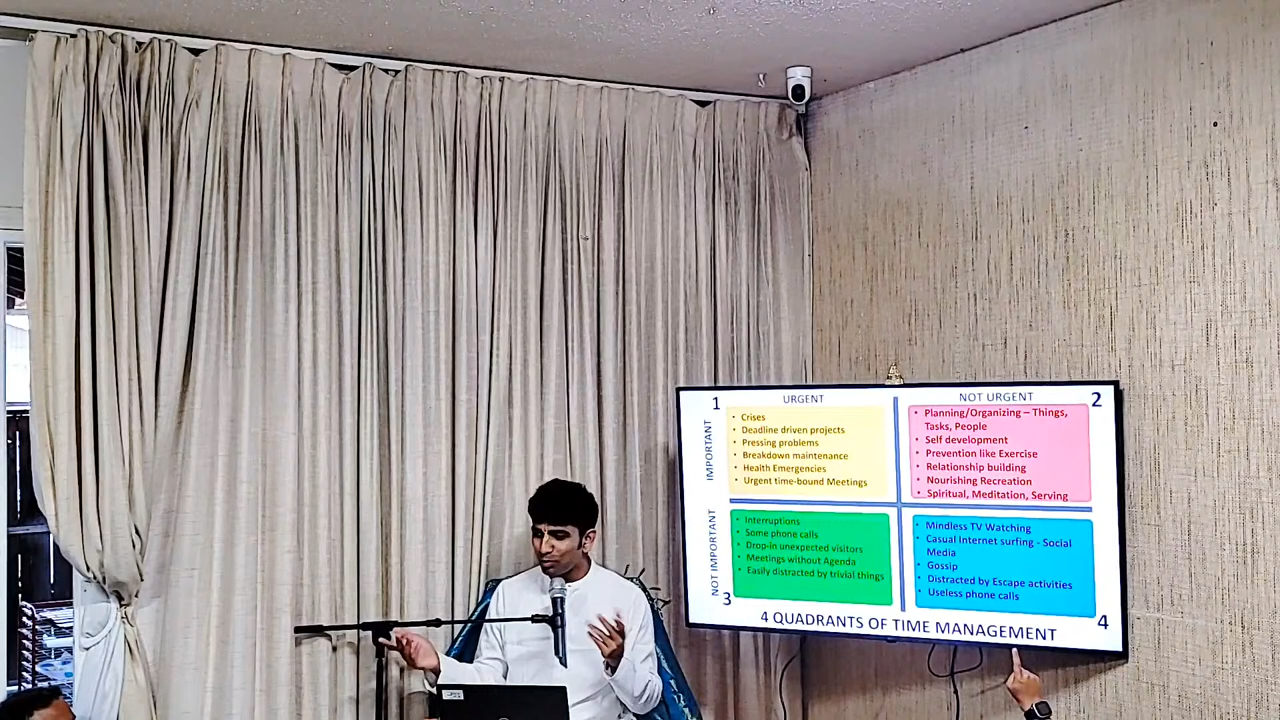 1
URGENT
NOT URGENT
2
IMPORTANT
• Crises
• Deadline driven projects
• Pressing problems
• Breakdown maintenance
• Health Emergencies
• Urgent time-bound Meetings
• Planning/Organizing – Things,
Tasks, People
• Self development
• Prevention like Exercise
• Relationship building
• Nourishing Recreation
• Spiritual, Meditation, Serving
NOT IMPORTANT
• Interruptions
• Some phone calls
• Drop-in unexpected visitors
• Meetings without Agenda
• Easily distracted by trivial things
• Mindless TV Watching
• Casual Internet surfing - Social
Media
• Gossip
• Distracted by Escape activities
• Useless phone calls
3
4
4 QUADRANTS OF TIME MANAGEMENT